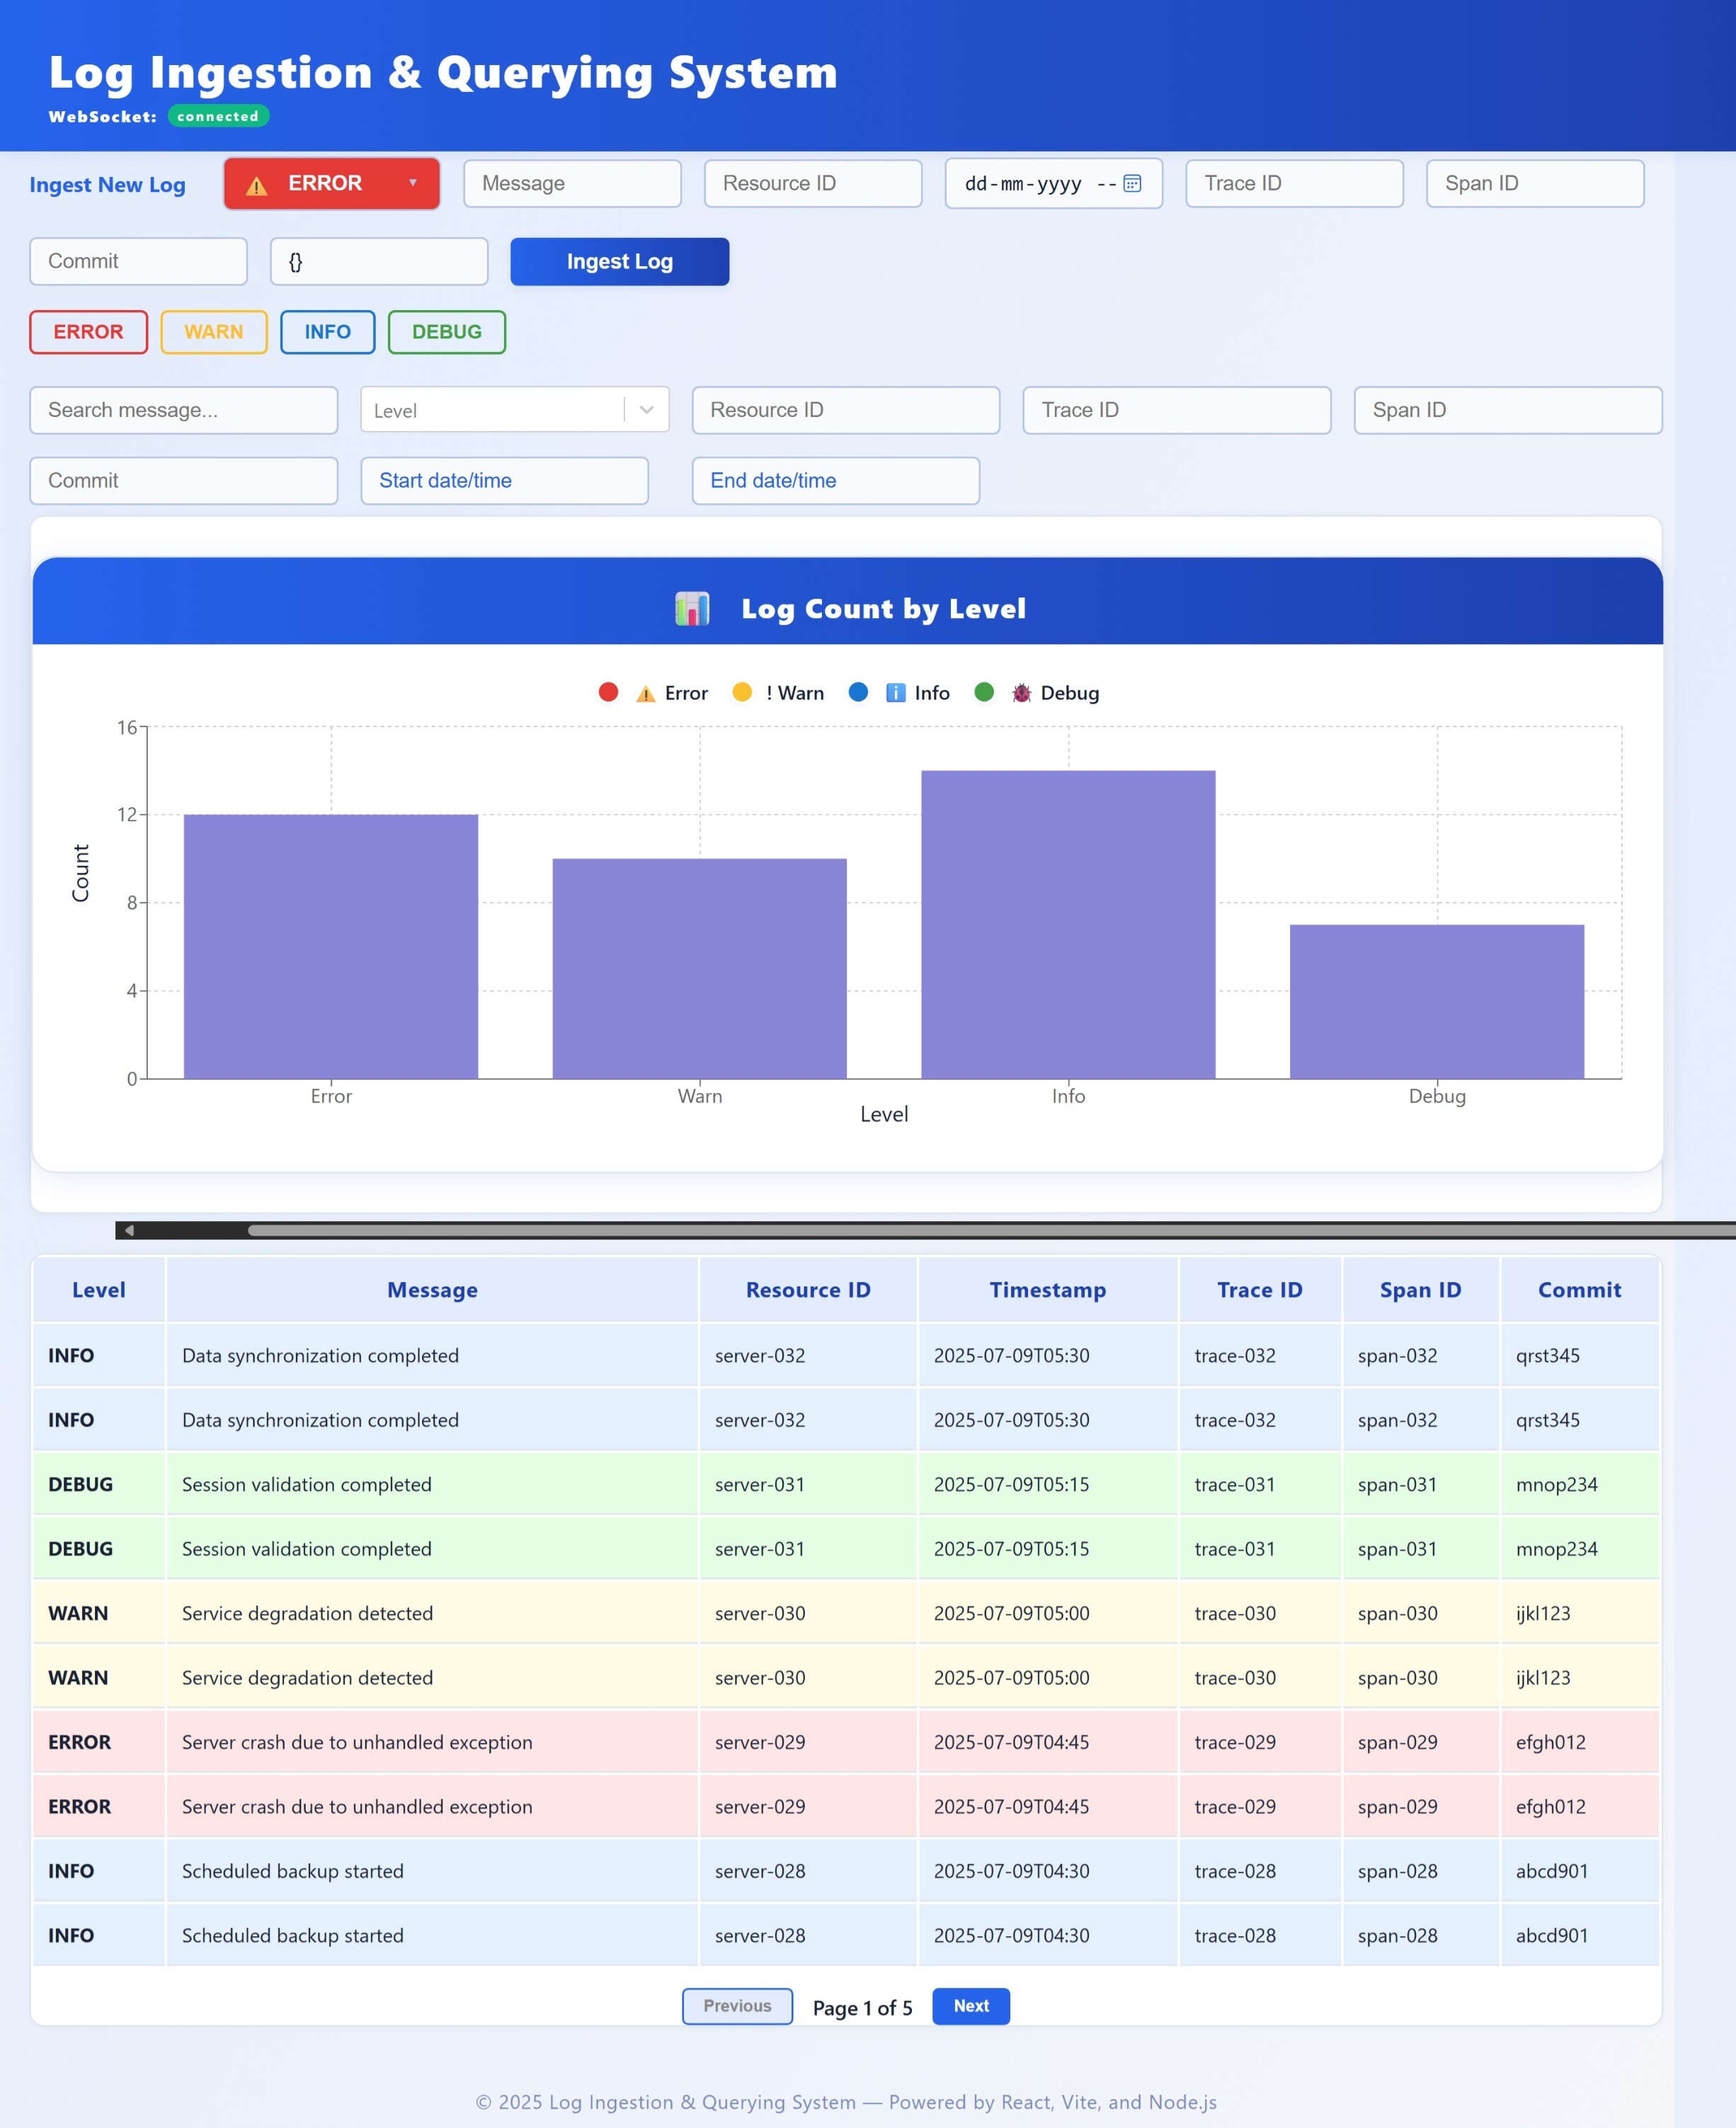 Log Ingestion & Querying System
WebSocket: connected
Ingest New Log ERROR Message Resource ID dd-mm-yyyy -- Trace ID Span ID
Commit {} Ingest Log
ERROR WARN INFO DEBUG
Search message... Level Resource ID Trace ID Span ID
Commit Start date/time End date/time
Log Count by Level
Error ! Warn i Info Debug
16
12
8
4
0
Count
Error Warn Info Debug
Level
Level Message Resource ID Timestamp Trace ID Span ID Commit
INFO Data synchronization completed server-032 2025-07-09T05:30 trace-032 span-032 qrst345
INFO Data synchronization completed server-032 2025-07-09T05:30 trace-032 span-032 qrst345
DEBUG Session validation completed server-031 2025-07-09T05:15 trace-031 span-031 mnop234
DEBUG Session validation completed server-031 2025-07-09T05:15 trace-031 span-031 mnop234
WARN Service degradation detected server-030 2025-07-09T05:00 trace-030 span-030 ijkl123
WARN Service degradation detected server-030 2025-07-09T05:00 trace-030 span-030 ijkl123
ERROR Server crash due to unhandled exception server-029 2025-07-09T04:45 trace-029 span-029 efgh012
ERROR Server crash due to unhandled exception server-029 2025-07-09T04:45 trace-029 span-029 efgh012
INFO Scheduled backup started server-028 2025-07-09T04:30 trace-028 span-028 abcd901
INFO Scheduled backup started server-028 2025-07-09T04:30 trace-028 span-028 abcd901
Previous Page 1 of 5 Next
© 2025 Log Ingestion & Querying System — Powered by React, Vite, and Node.js